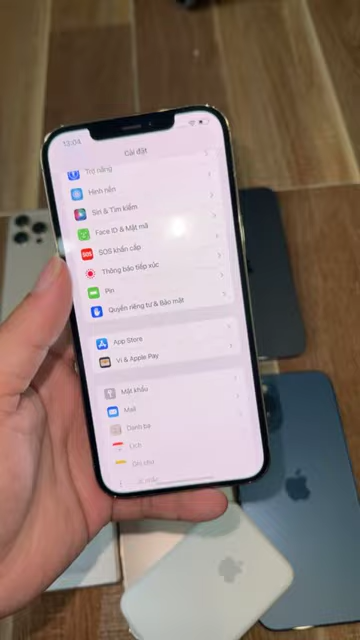 13:04
Cài đặt
Trợ năng
Hình nền
Siri & Tìm kiếm
Face ID & Mật mã
SOS
SOS khẩn cấp
Thông báo tiếp xúc
Pin
Quyền riêng tư & Bảo mật
App Store
Ví & Apple Pay
Mật khẩu
Mail
Danh bạ
Lịch
Ghi chú